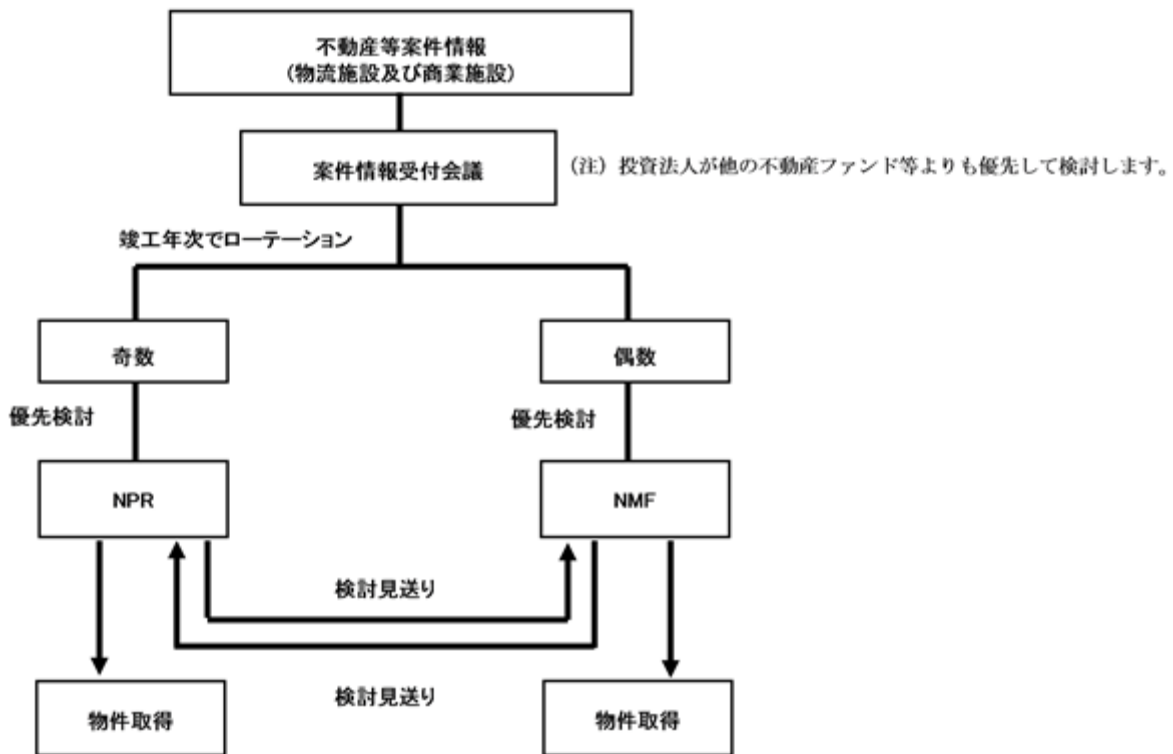 不動産等案件情報
(物流施設及び商業施設)
案件情報受付会議
(注) 投資法人が他の不動産ファンド等よりも優先して検討します。
竣工年次でローテーション
奇数
偶数
優先検討
優先検討
NPR
NMF
検討見送り
検討見送り
物件取得
物件取得